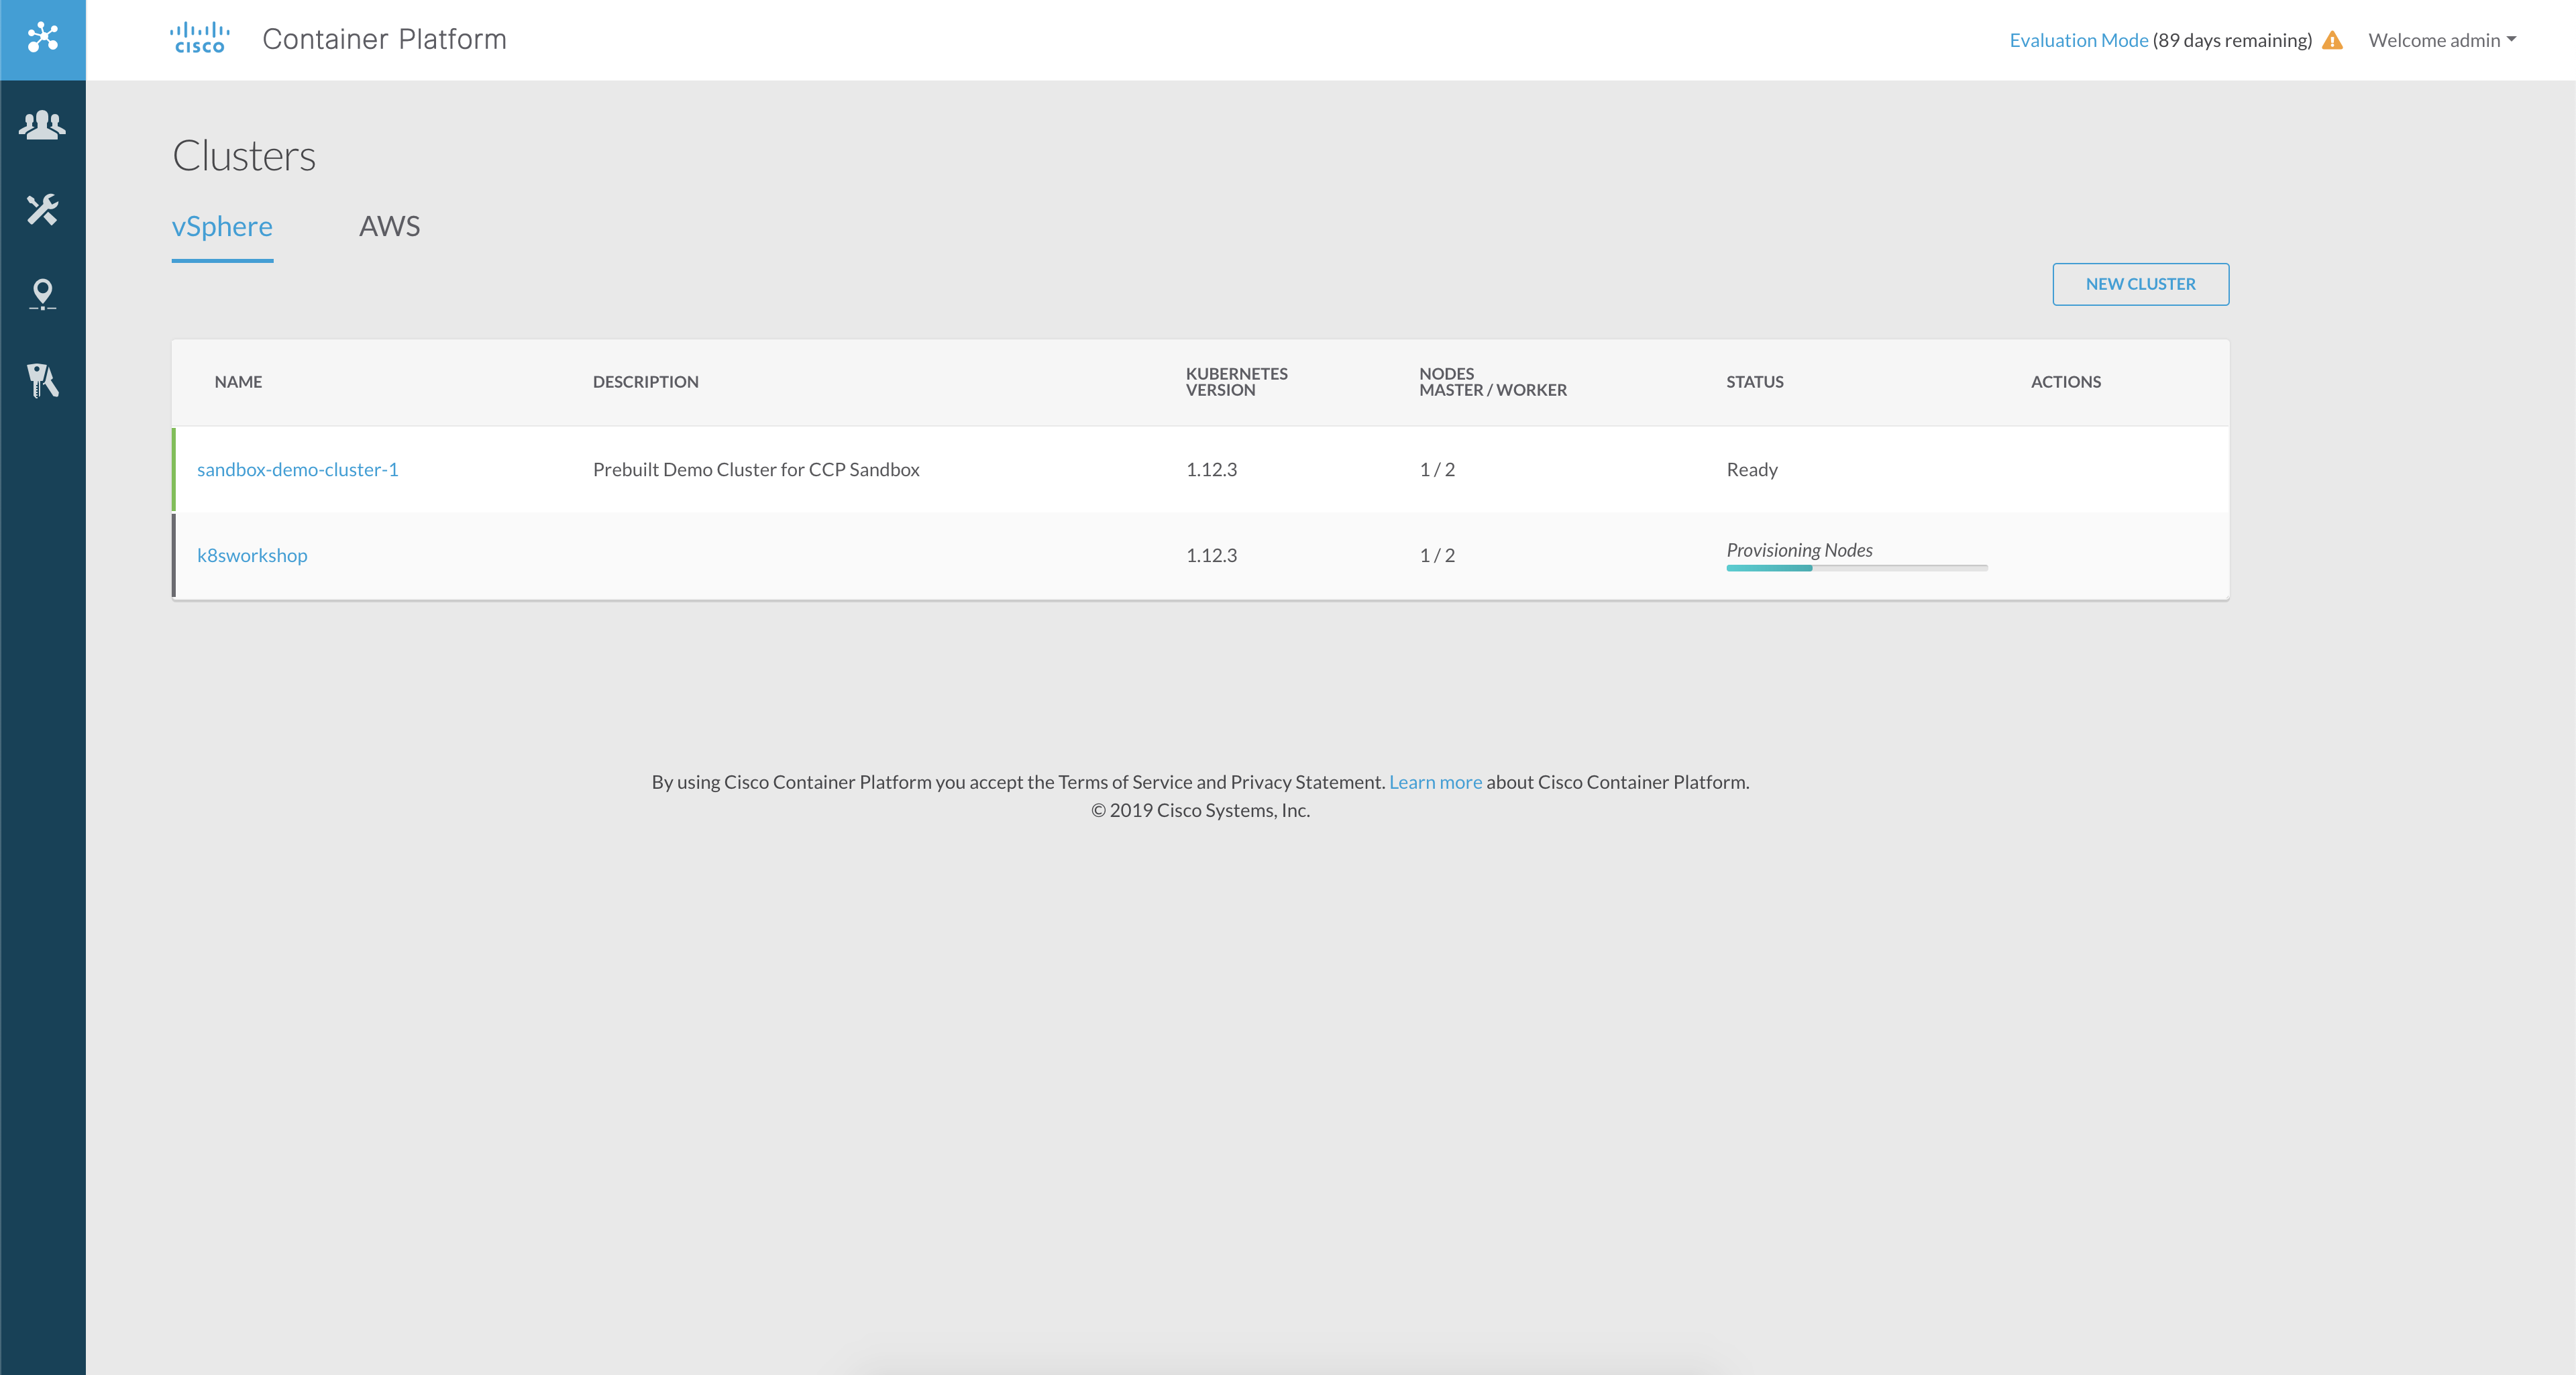 CISCO Container Platform
Evaluation Mode (89 days remaining)
Welcome admin
Clusters
vSphere AWS
NEW CLUSTER
NAME DESCRIPTION KUBERNETES VERSION NODES MASTER / WORKER STATUS ACTIONS
sandbox-demo-cluster-1 Prebuilt Demo Cluster for CCP Sandbox 1.12.3 1 / 2 Ready
k8sworkshop 1.12.3 1 / 2 Provisioning Nodes
By using Cisco Container Platform you accept the Terms of Service and Privacy Statement. Learn more about Cisco Container Platform.
© 2019 Cisco Systems, Inc.